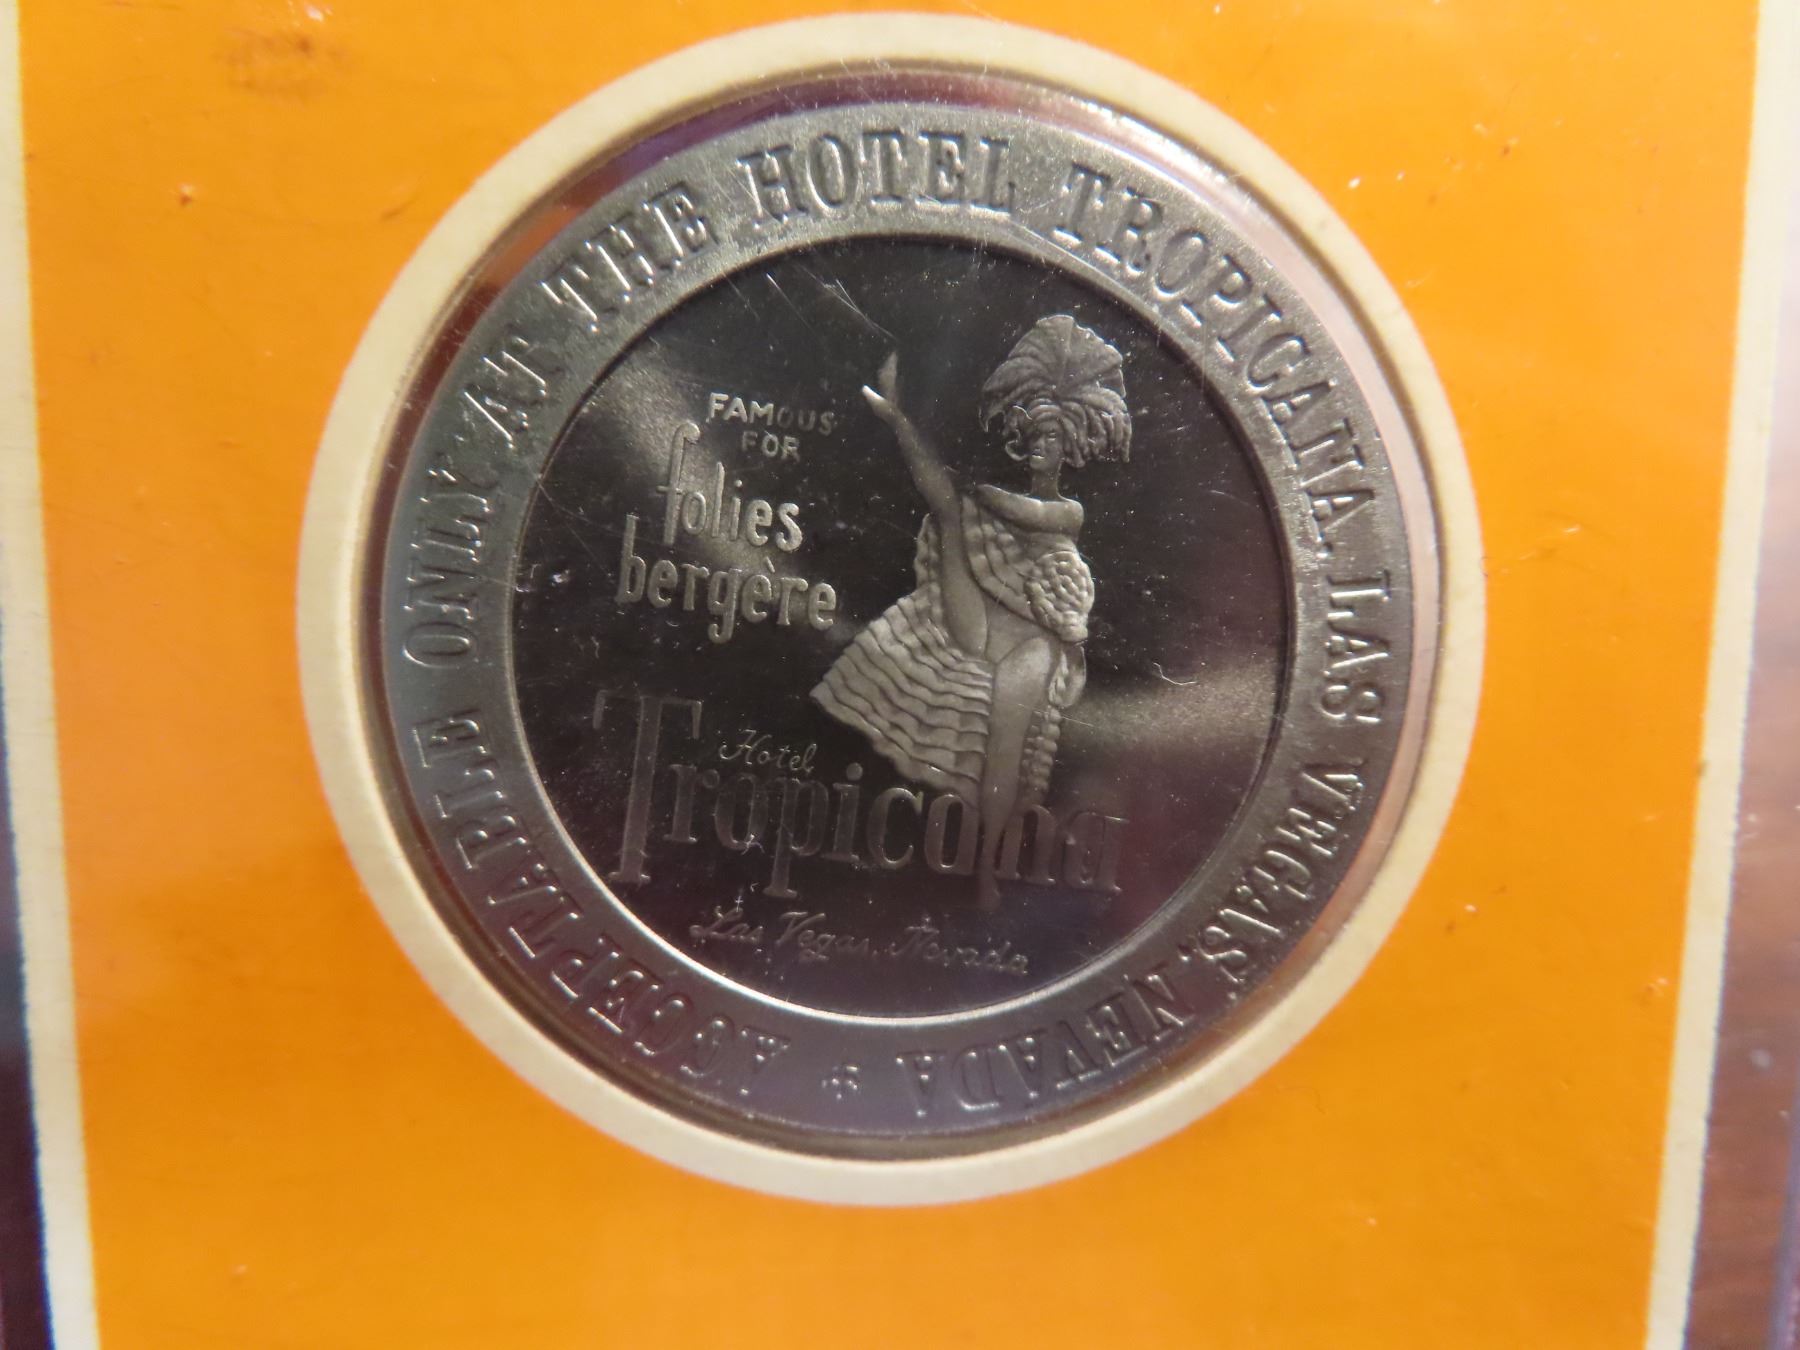 ACCEPTABLE ONLY AT THE HOTEL TROPICANA, LAS VEGAS, NEVADA
FAMOUS
FOR
folies
bergère
Hotel
Tropicana
Las Vegas, Nevada